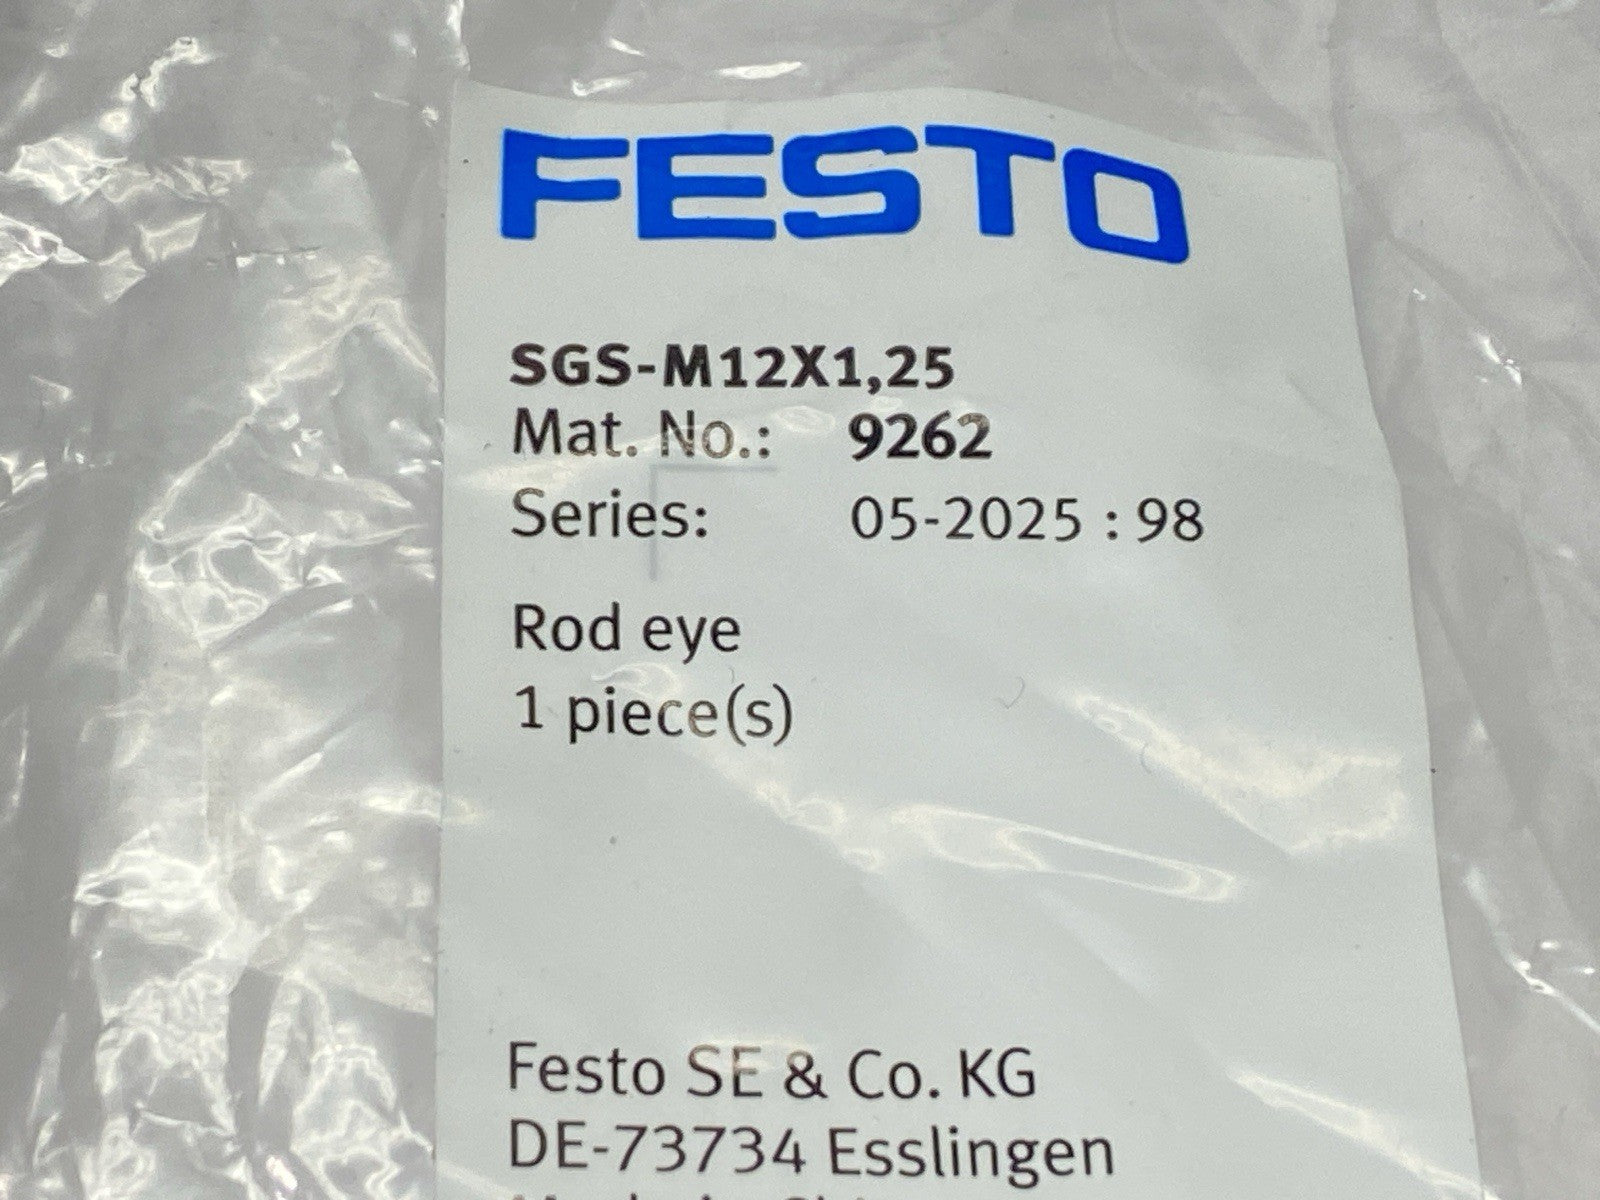 FESTO
SGS-M12X1,25
Mat. No.: 9262
Series: 05-2025 : 98
Rod eye
1 piece(s)
Festo SE & Co. KG
DE-73734 Esslingen